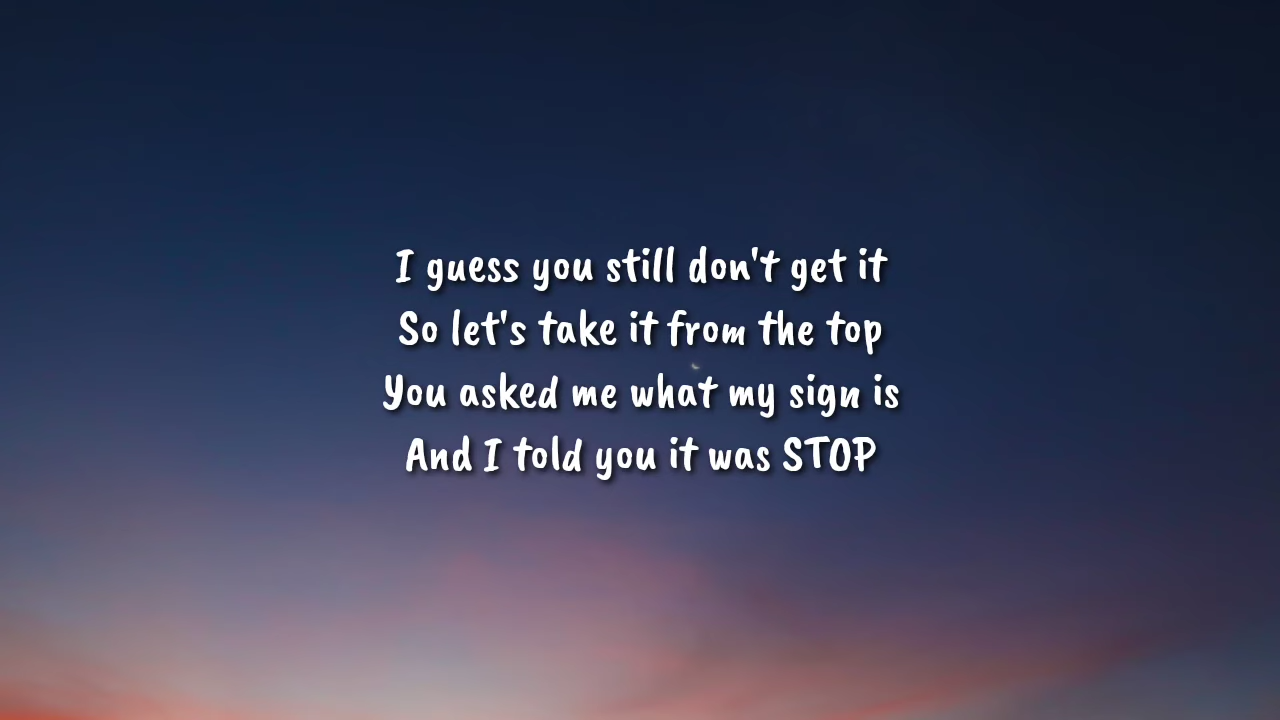 I guess you still don't get it
So let's take it from the top
You asked me what my sign is
And I told you it was STOP